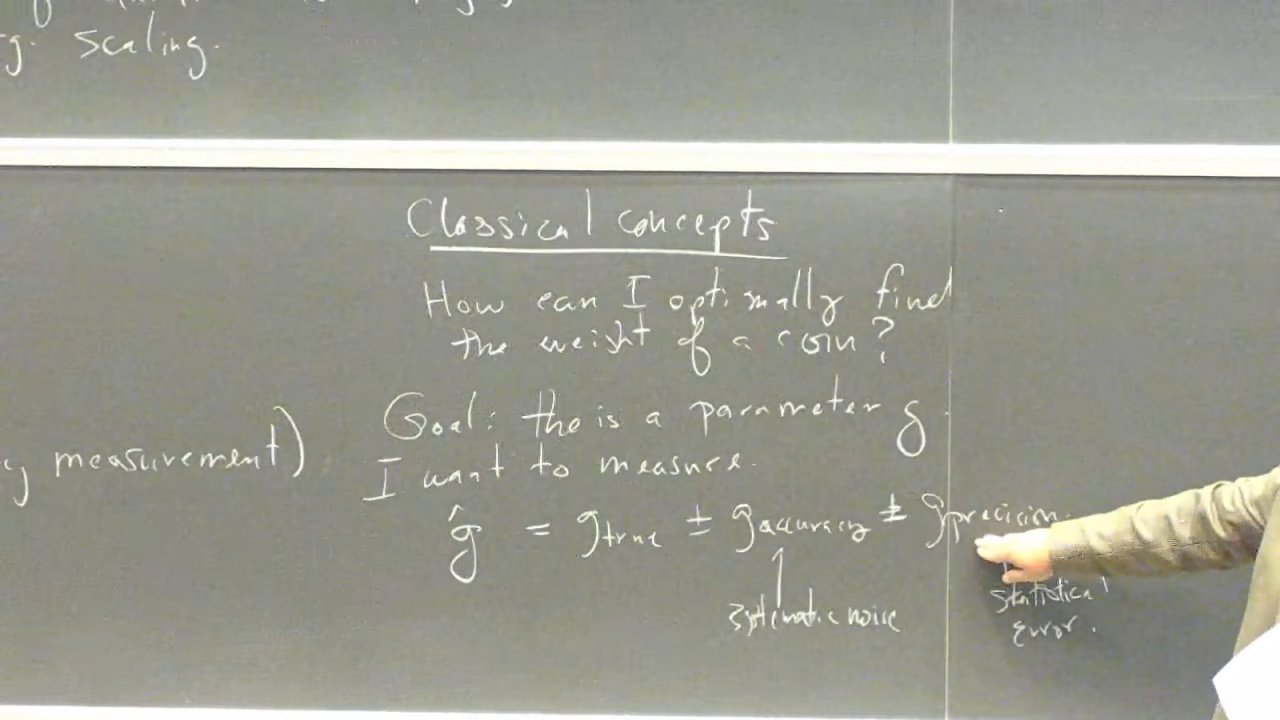 scaling.
Classical concepts
How can I optimally find
the weight of a coin?
Goal: the is a parameter g
measurement)
I want to measure.
ĝ = g_true ± g_accuracy ± g_precision
↑
systematic noise
statistical
error.